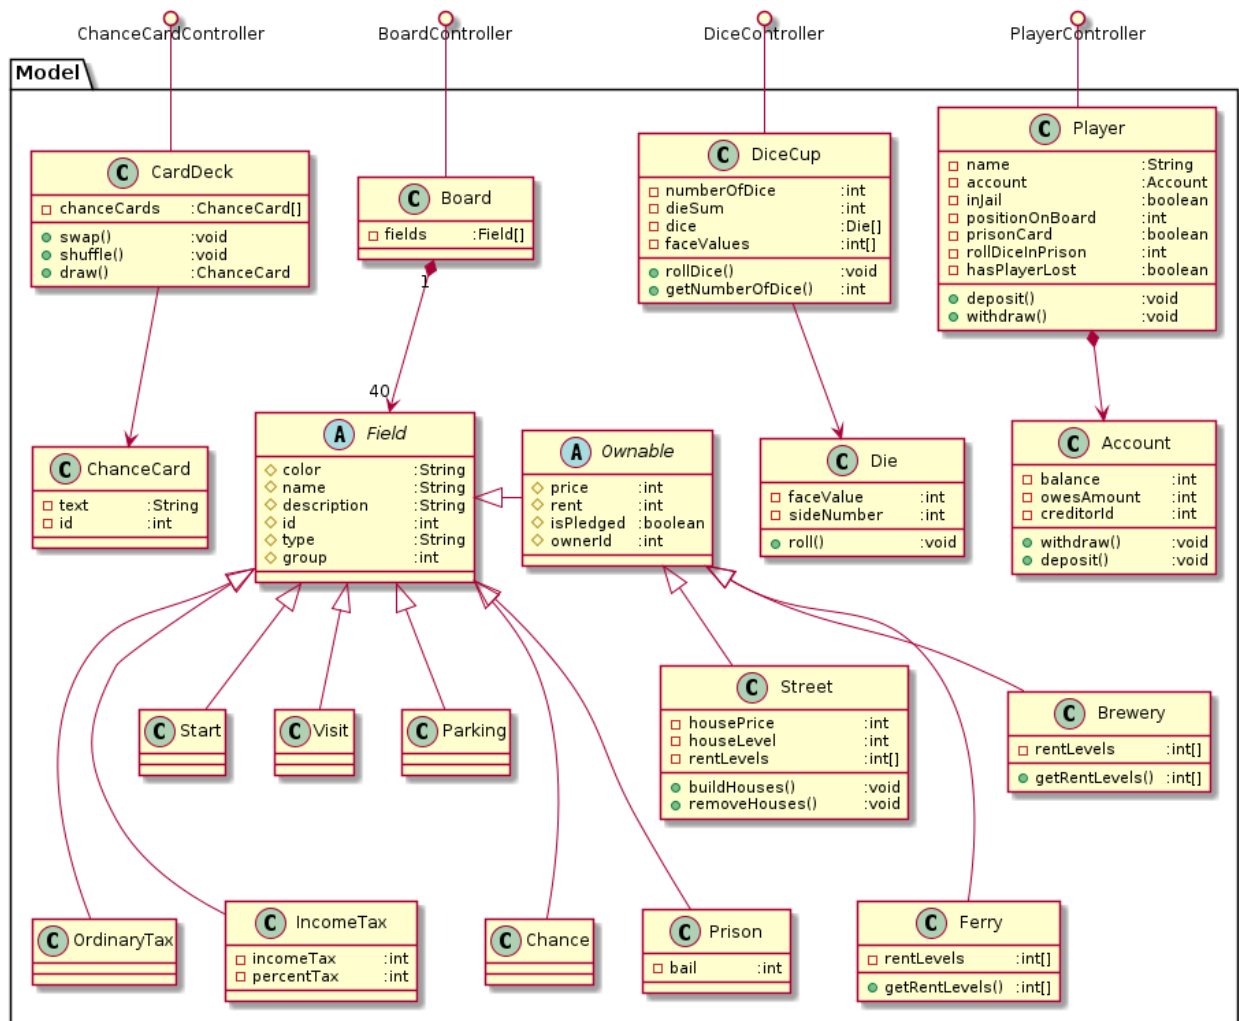 ChanceCardController
BoardController
DiceController
PlayerController
Model
C CardDeck
chanceCards :ChanceCard[]
swap() :void
shuffle() :void
draw() :ChanceCard
C Board
fields :Field[]
C DiceCup
numberOfDice :int
dieSum :int
dice :Die[]
faceValues :int[]
rollDice() :void
getNumberOfDice() :int
C Player
name :String
account :Account
inJail :boolean
positionOnBoard :int
prisonCard :boolean
rollDiceInPrison :int
hasPlayerLost :boolean
deposit() :void
withdraw() :void
1
40
C ChanceCard
text :String
id :int
A Field
color :String
name :String
description :String
id :int
type :String
group :int
A Ownable
price :int
rent :int
isPledged :boolean
ownerId :int
C Die
faceValue :int
sideNumber :int
roll() :void
C Account
balance :int
owesAmount :int
creditorId :int
withdraw() :void
deposit() :void
C Start
C Visit
C Parking
C Street
housePrice :int
houseLevel :int
rentLevels :int[]
buildHouses() :void
removeHouses() :void
C Brewery
rentLevels :int[]
getRentLevels() :int[]
C OrdinaryTax
C IncomeTax
incomeTax :int
percentTax :int
C Chance
C Prison
bail :int
C Ferry
rentLevels :int[]
getRentLevels() :int[]